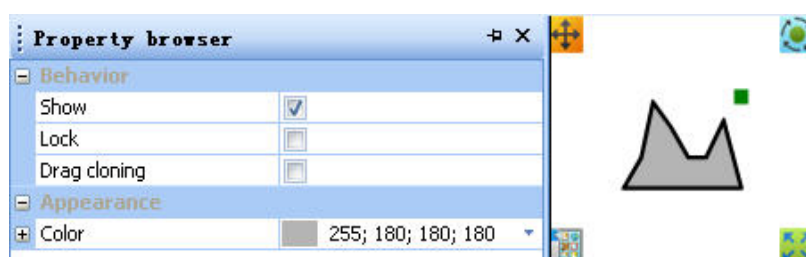 Property browser
Behavior
Show
Lock
Drag cloning
Appearance
Color 255; 180; 180; 180